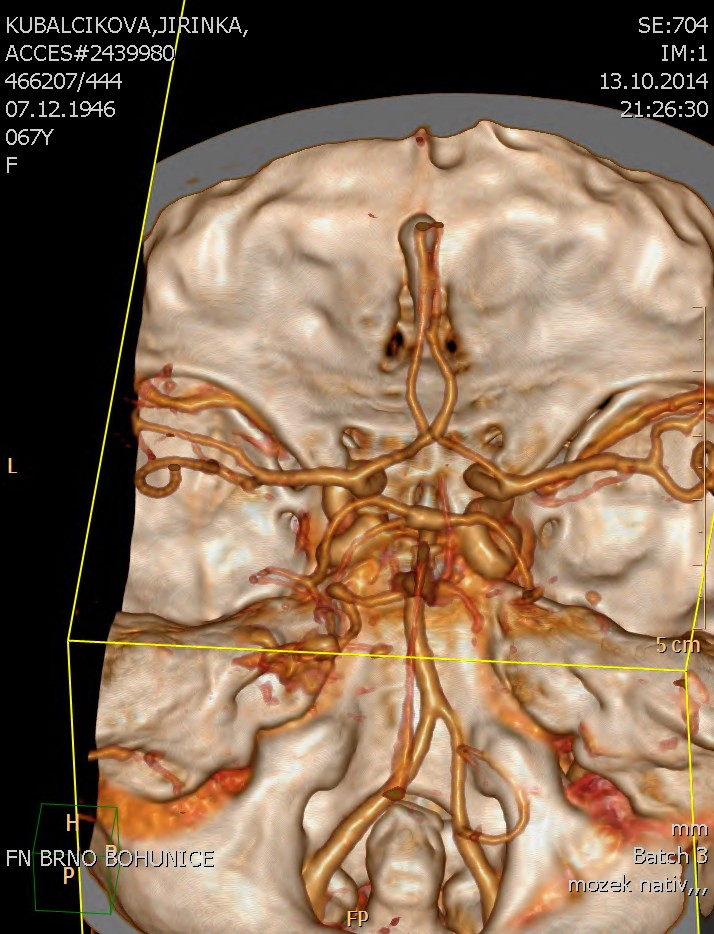 KUBALCIKOVA,JIRINKA,
ACCES#2439980
466207/444
07.12.1946
067Y
F
SE:704
IM:1
13.10.2014
21:26:30
L
5 cm
H
P
FN BRNO BOHUNICE
P
mm
Batch 3
mozek nativ,,,
FP